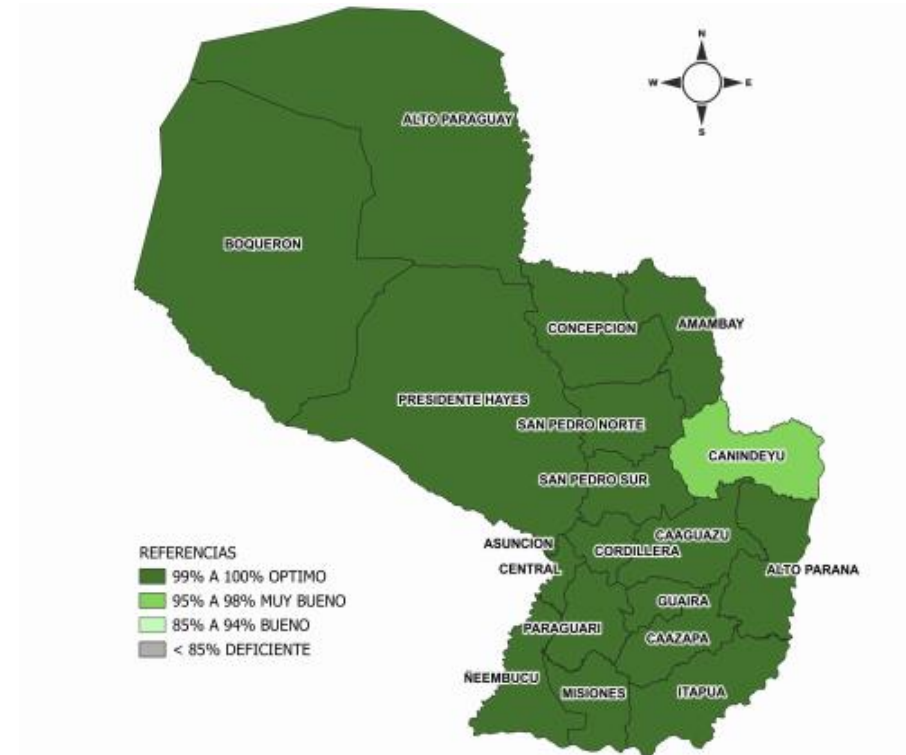 N
W E
S
ALTO PARAGUAY
BOQUERON
CONCEPCION
AMAMBAY
PRESIDENTE HAYES
SAN PEDRO NORTE
CANINDEYU
SAN PEDRO SUR
CAAGUAZU
ASUNCION
CORDILLERA
CENTRAL
ALTO PARANA
GUAIRA
PARAGUARI
CAAZAPA
ÑEEMBUCU
MISIONES
ITAPUA
REFERENCIAS
99% A 100% OPTIMO
95% A 98% MUY BUENO
85% A 94% BUENO
< 85% DEFICIENTE